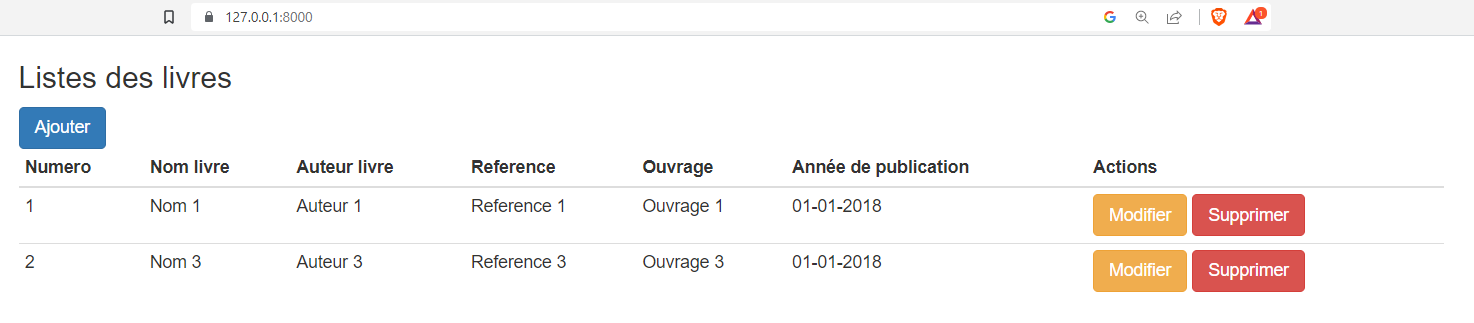 127.0.0.1:8000
1
Listes des livres
Ajouter
Numero Nom livre Auteur livre Reference Ouvrage Année de publication Actions
1 Nom 1 Auteur 1 Reference 1 Ouvrage 1 01-01-2018 Modifier Supprimer
2 Nom 3 Auteur 3 Reference 3 Ouvrage 3 01-01-2018 Modifier Supprimer